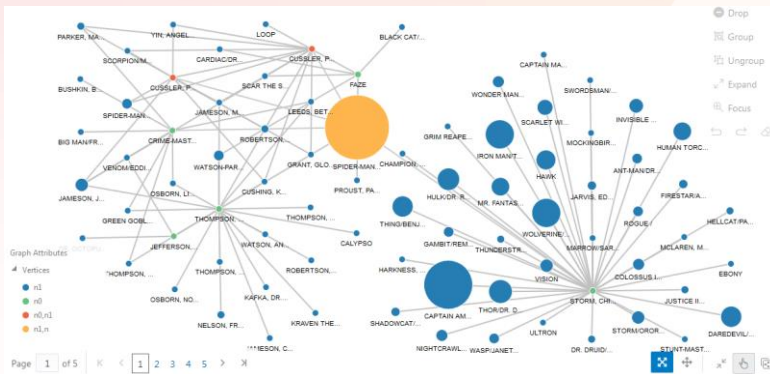 PARKER, MA...
YIN, ANGEL
LOOP
BLACK CAT/...
Drop
SCORPION/M...
CARDIAC/DR...
CUSSLER, P...
CAPTAIN MA...
Group
Ungroup
BUSHKIN, B...
CUSSLER, P...
SCAR THE S...
FAZE
WONDER MAN...
SWORDSMAN/...
Expand
Focus
SPIDER-MAN...
JAMESON, M...
LEEDS, BET...
SCARLET WI...
INVISIBLE ...
BIG MAN/FR...
CRIME-MAST...
ROBERTSON,...
GRIM REAPE...
IRON MAN/T...
MOCKINGBIR...
HUMAN TORC...
VENOM/EDDI...
WATSON-PAR...
GRANT, GLO...
SPIDER-MAN...
CHAMPION ...
HAWK
ANT-MAN/DR...
JAMESON, J...
OSBORN, LI...
CUSHING, K...
PROUST, PA...
HULK/DR. R...
MR. FANTAS...
JARVIS, ED...
FIRESTAR/A...
GREEN GOBL...
THOMPSON, ...
THOMPSON, ...
THING/BENJ...
WOLVERINE/...
ROGUE /
HELLCAT/PA...
JEFFERSON...
WATSON, AN...
CALYPSO
GAMBIT/REM...
THUNDERSTR...
MARROW/SAR...
MCLAREN, M...
Graph Attributes
Vertices
n1
n0
n0,n1
n1,n
THOMPSON, ...
THOMPSON, ...
ROBERTSON,...
HARKNESS, ...
VISION
COLOSSUS I...
EBONY
OSBORN, NO...
KAFKA, DR....
CAPTAIN AM...
THOR/DR. D...
STORM, CHI...
JUSTICE II...
NELSON, FR...
KRAVEN THE...
SHADOWCAT/...
ULTRON
STORM/OROR...
DAREDEVIL/...
JAMESON, C...
NIGHTCRAWL...
WASP/JANET...
DR. DRUID/...
STUNT-MAST...
Page 1 of 5 1 2 3 4 5